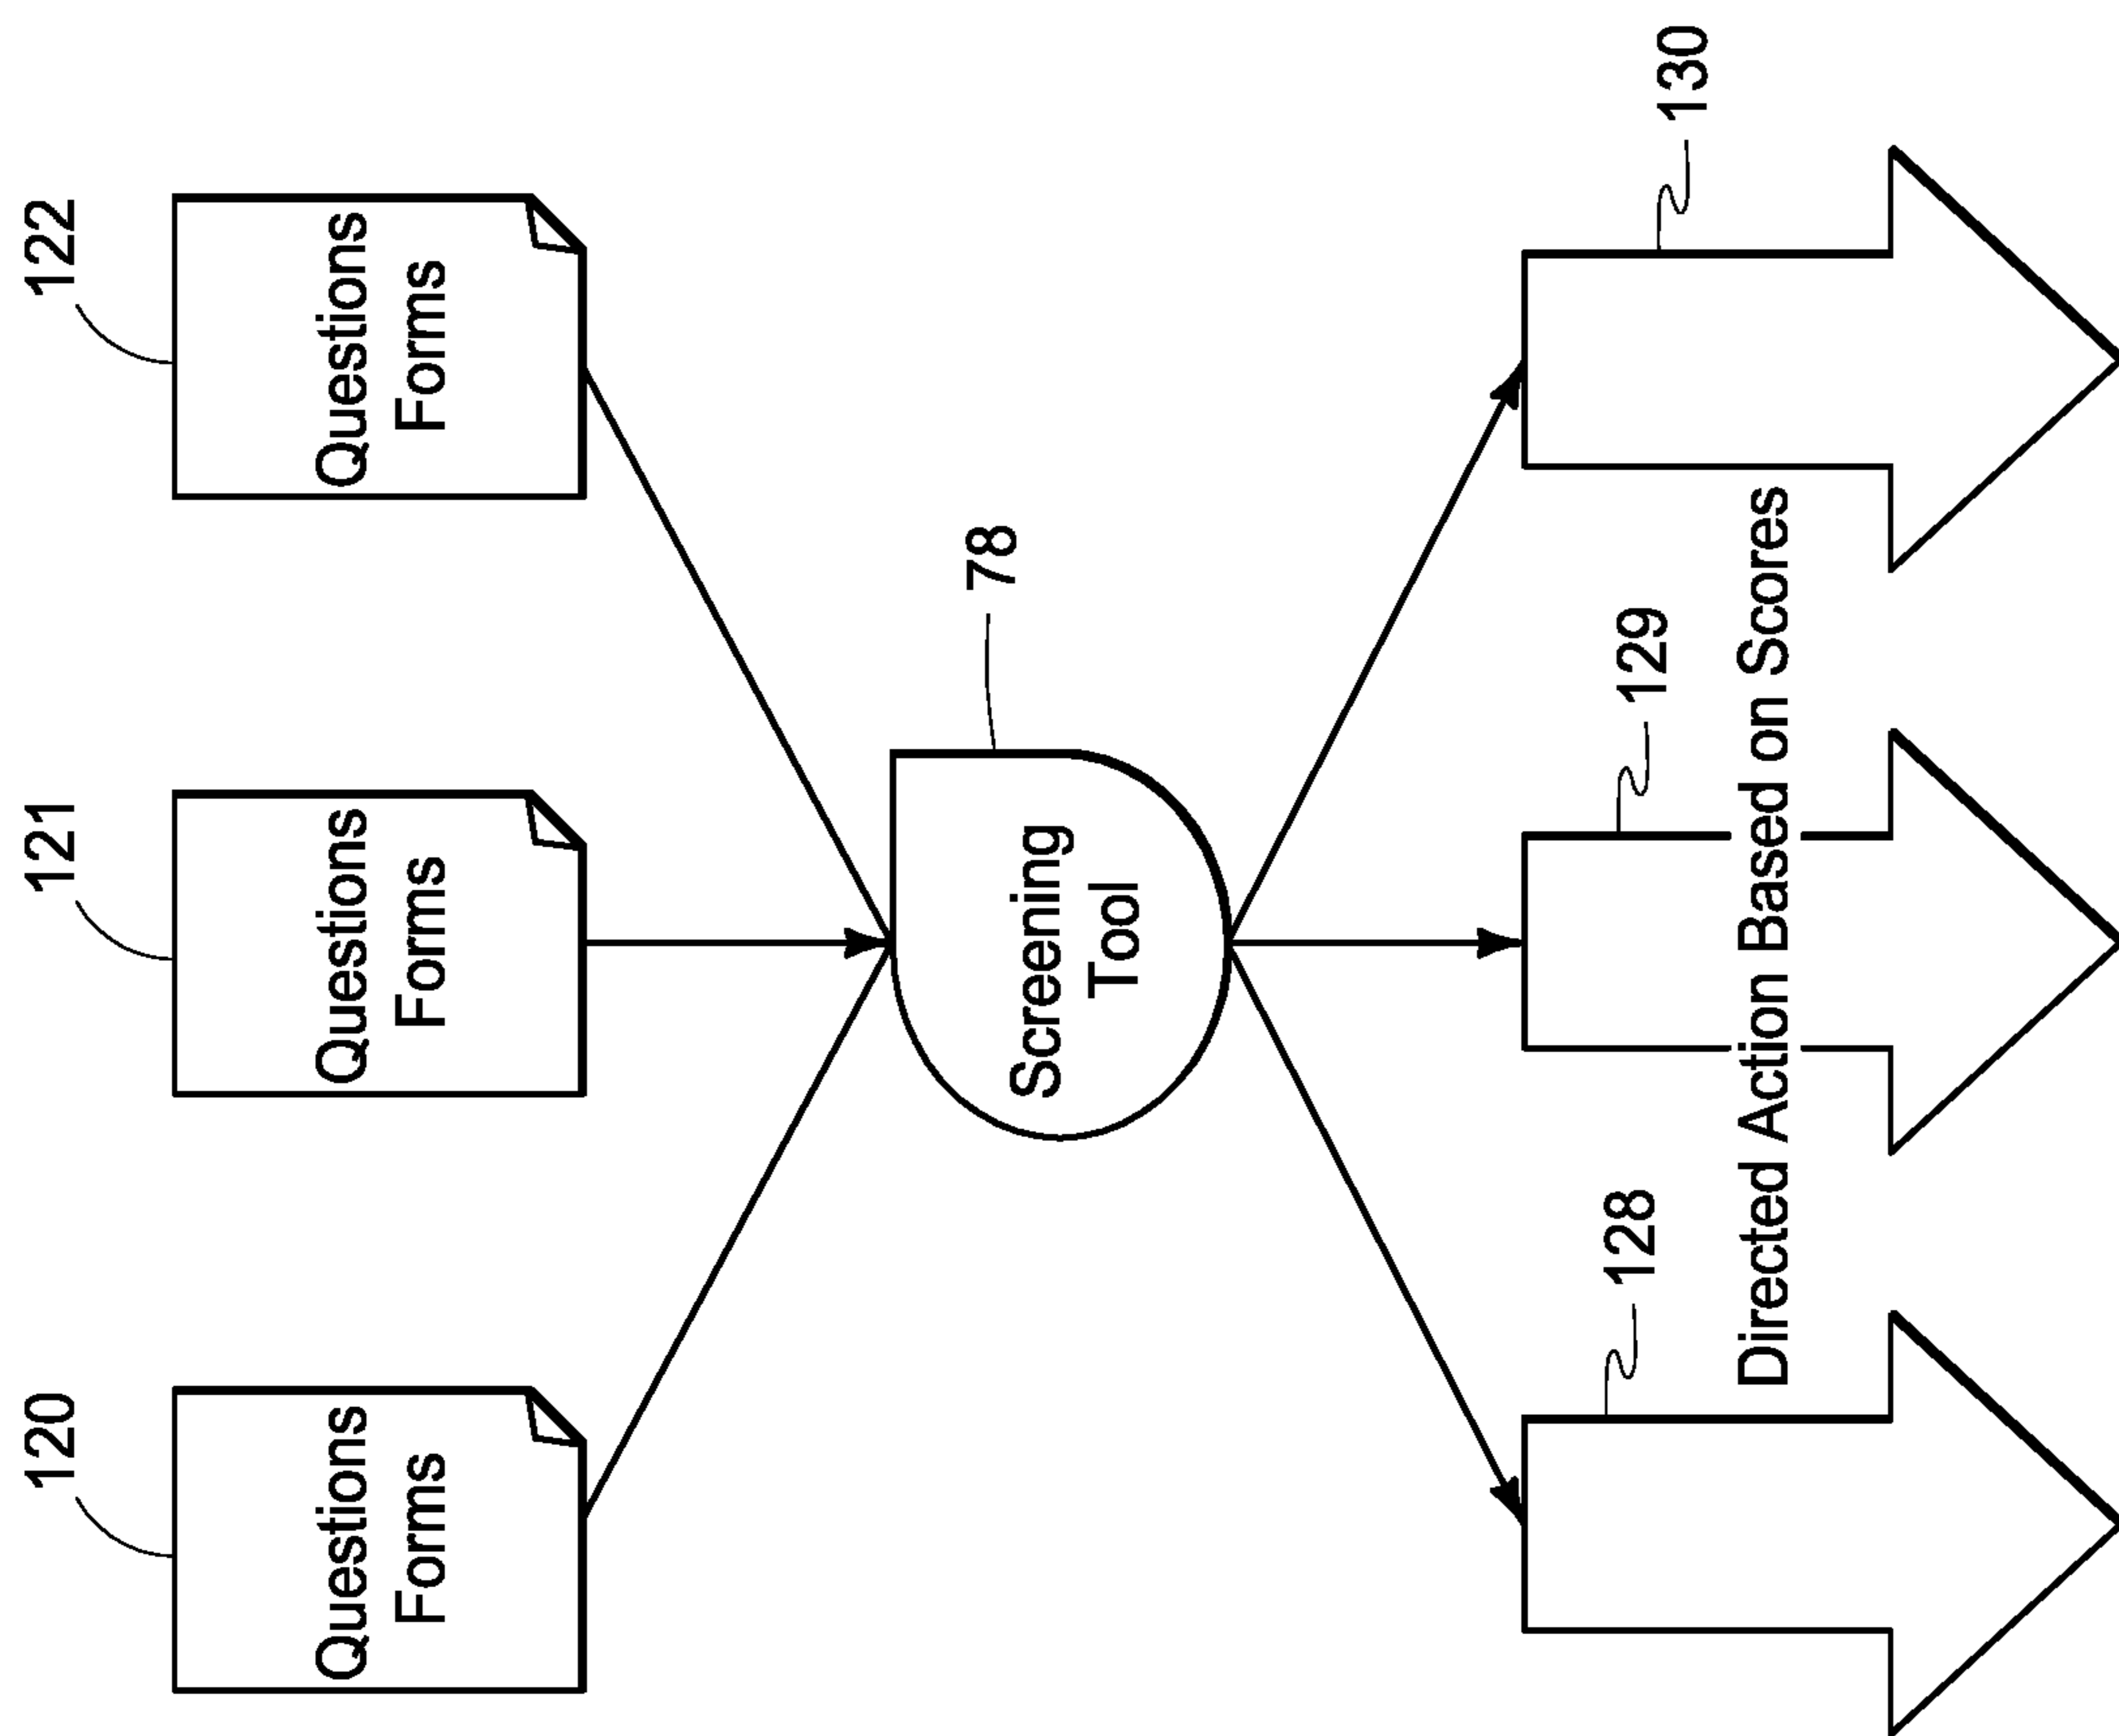 120
121
122
Questions
Forms
Questions
Forms
Questions
Forms
78
Screening
Tool
128
129
130
Directed Action Based on Scores